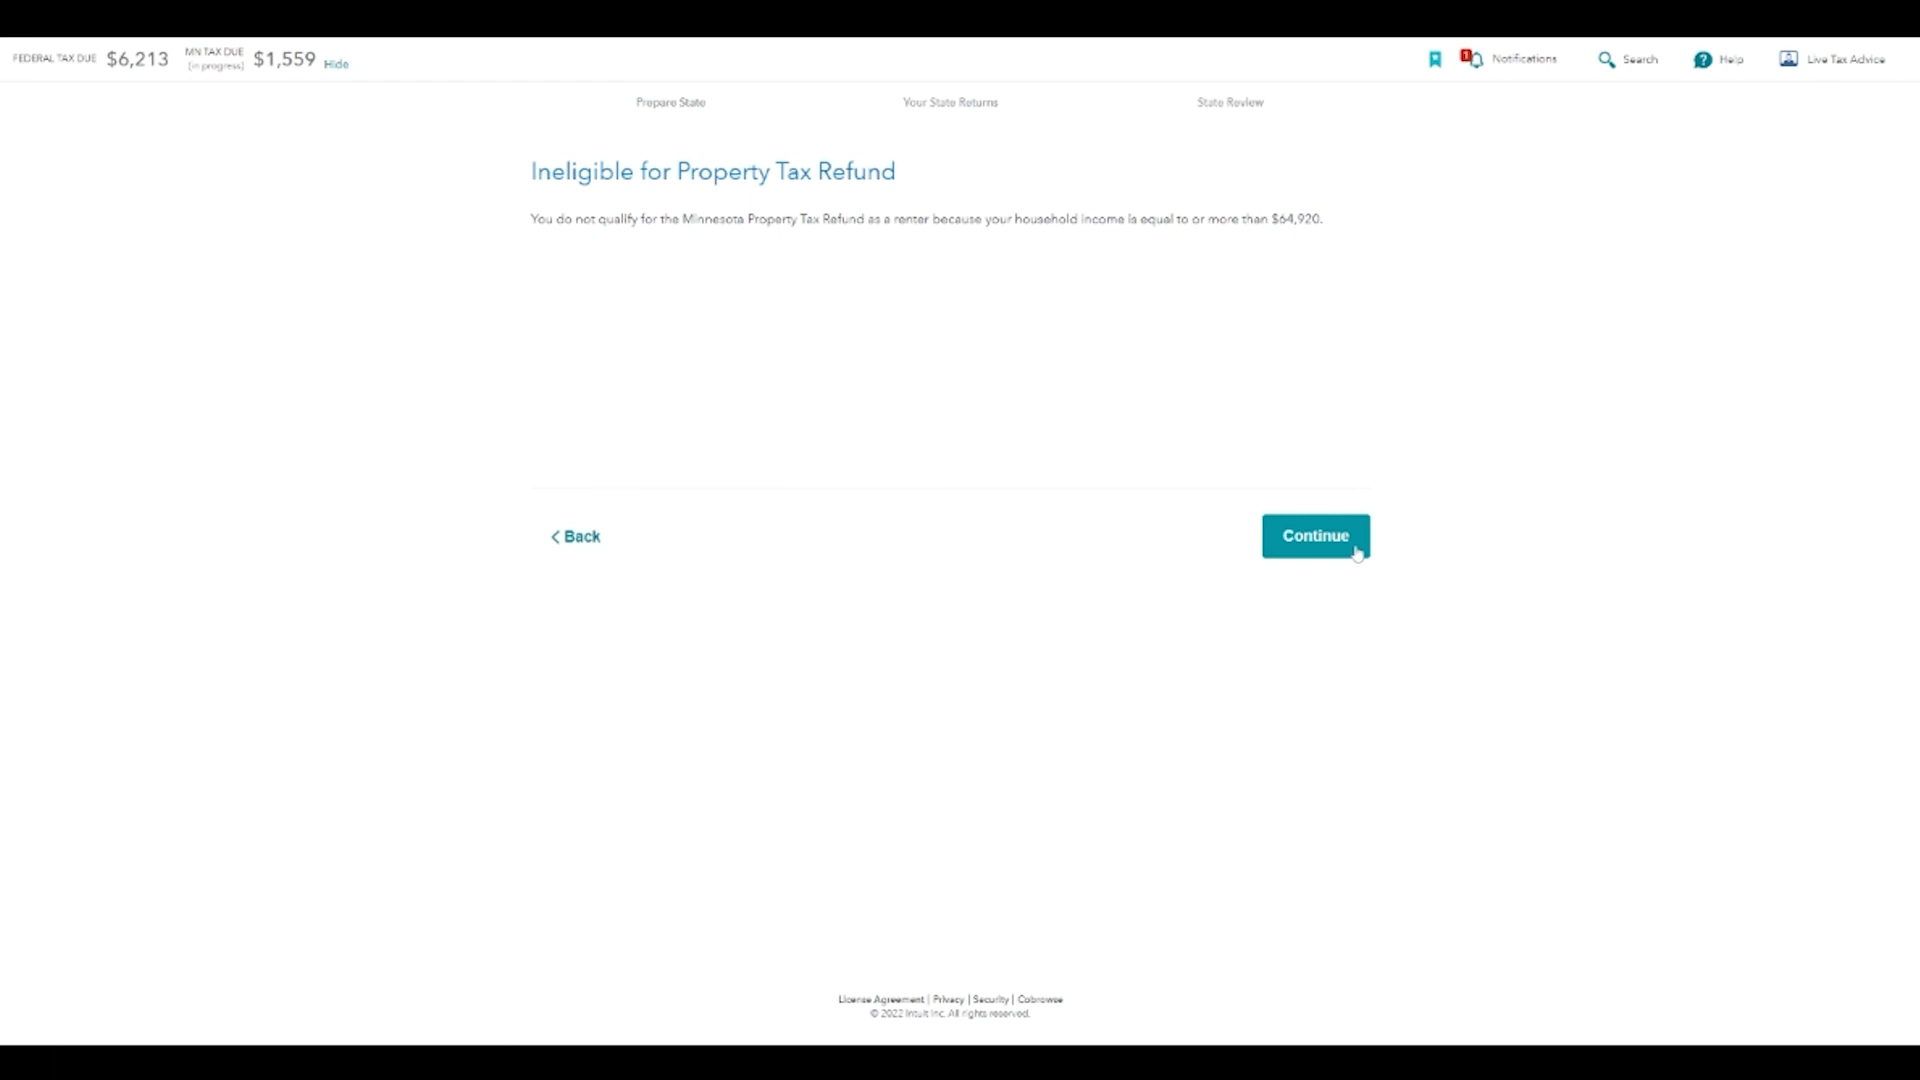 FEDERAL TAX DUE $6,213 MN TAX DUE (in progress) $1,559 Hide
1 Notifications Search ? Help Live Tax Advice
Prepare State Your State Returns State Review
Ineligible for Property Tax Refund
You do not qualify for the Minnesota Property Tax Refund as a renter because your household income is equal to or more than $64,920.
Back Continue
License Agreement | Privacy | Security | Cobrowse
© 2022 Intuit Inc. All rights reserved.